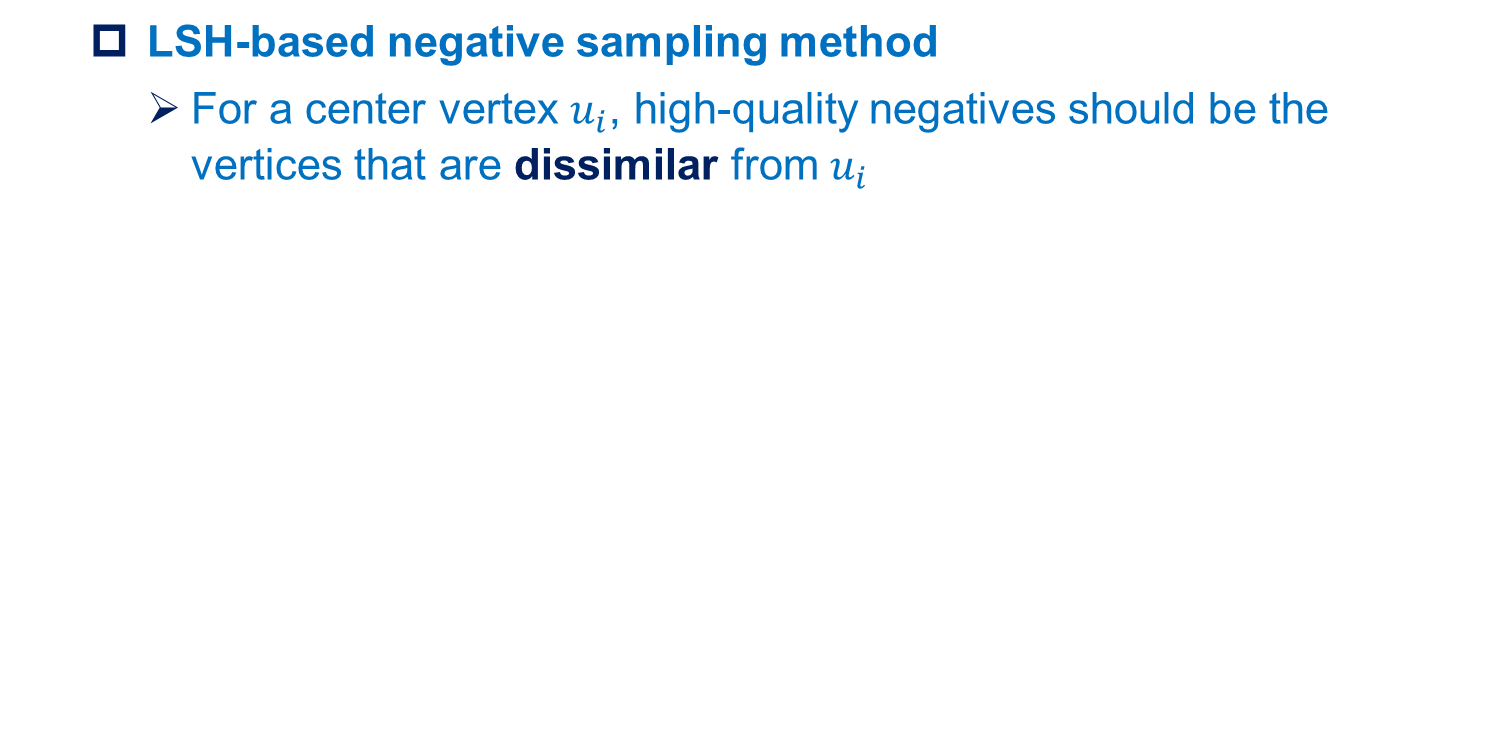 LSH-based negative sampling method
For a center vertex 𝑢ᵢ, high-quality negatives should be the
vertices that are dissimilar from 𝑢ᵢ